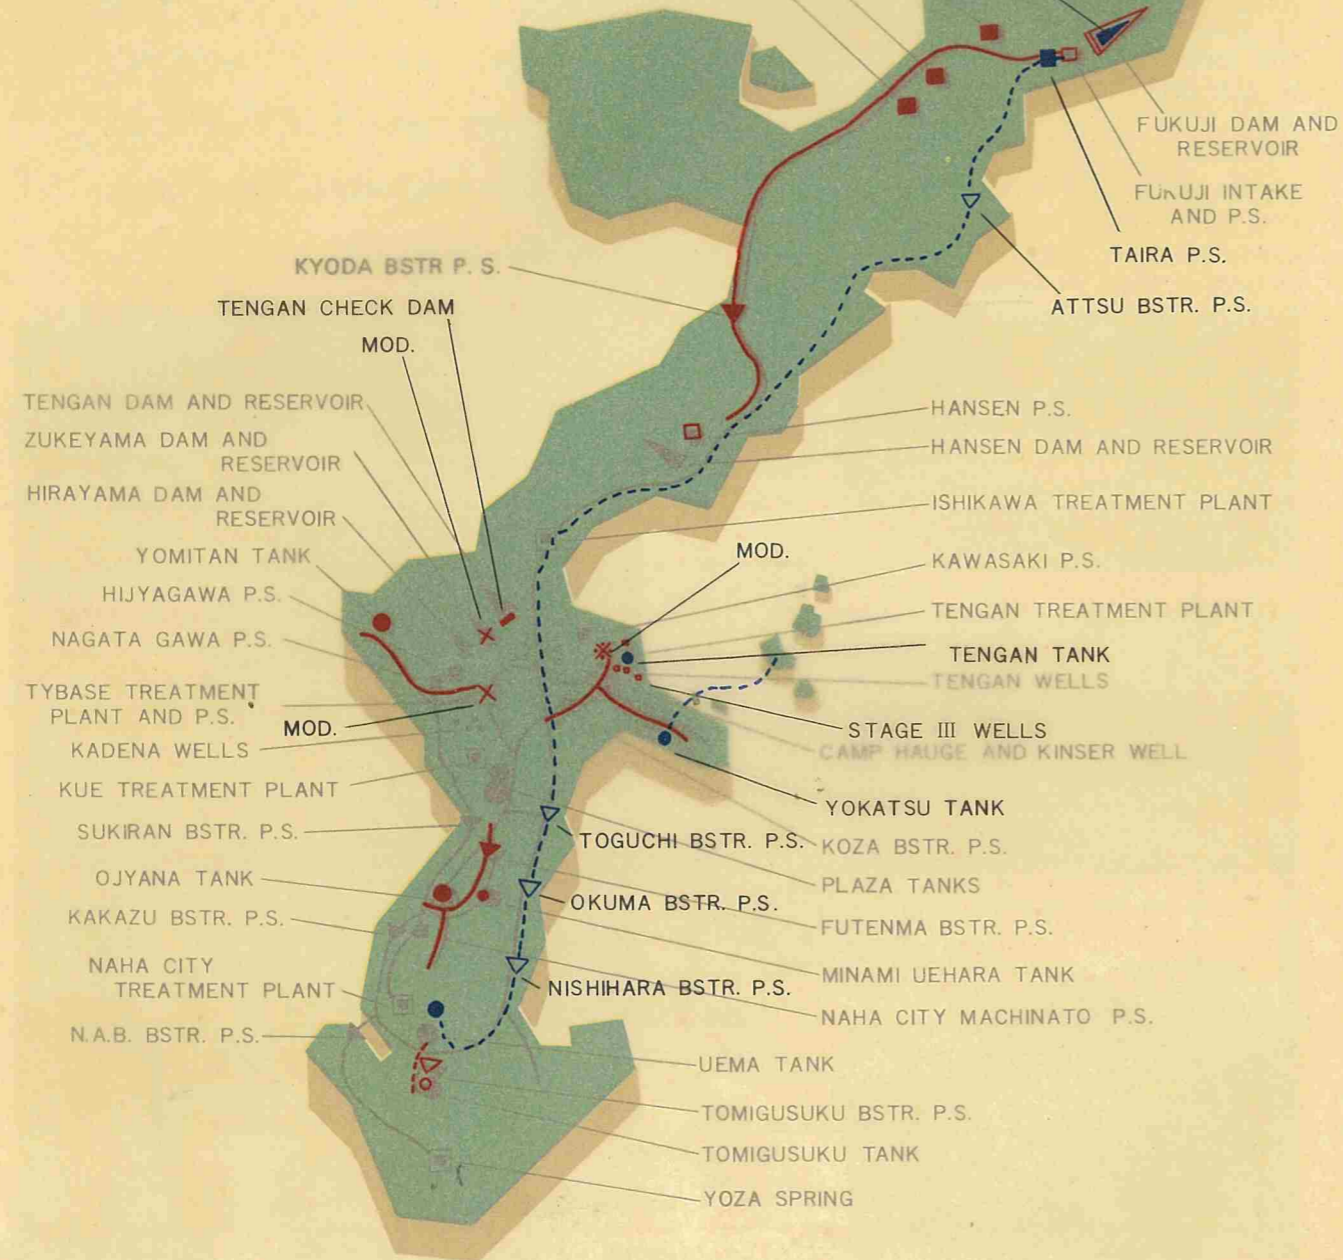 FUKUJI DAM AND
RESERVOIR
FUKUJI INTAKE
AND P.S.
TAIRA P.S.
ATTSU BSTR. P.S.
KYODA BSTR P. S.
TENGAN CHECK DAM
MOD.
TENGAN DAM AND RESERVOIR
ZUKEYAMA DAM AND
RESERVOIR
HIRAYAMA DAM AND
RESERVOIR
YOMITAN TANK
HIJYAGAWA P.S.
NAGATA GAWA P.S.
TYBASE TREATMENT
PLANT AND P.S.
MOD.
KADENA WELLS
KUE TREATMENT PLANT
SUKIRAN BSTR. P.S.
OJYANA TANK
KAKAZU BSTR. P.S.
NAHA CITY
TREATMENT PLANT
N.A.B. BSTR. P.S.
HANSEN P.S.
HANSEN DAM AND RESERVOIR
ISHIKAWA TREATMENT PLANT
MOD.
KAWASAKI P.S.
TENGAN TREATMENT PLANT
TENGAN TANK
TENGAN WELLS
STAGE III WELLS
CAMP HAUGE AND KINSER WELL
YOKATSU TANK
TOGUCHI BSTR. P.S.
KOZA BSTR. P.S.
PLAZA TANKS
OKUMA BSTR. P.S.
FUTENMA BSTR. P.S.
MINAMI UEHARA TANK
NISHIHARA BSTR. P.S.
NAHA CITY MACHINATO P.S.
UEMA TANK
TOMIGUSUKU BSTR. P.S.
TOMIGUSUKU TANK
YOZA SPRING